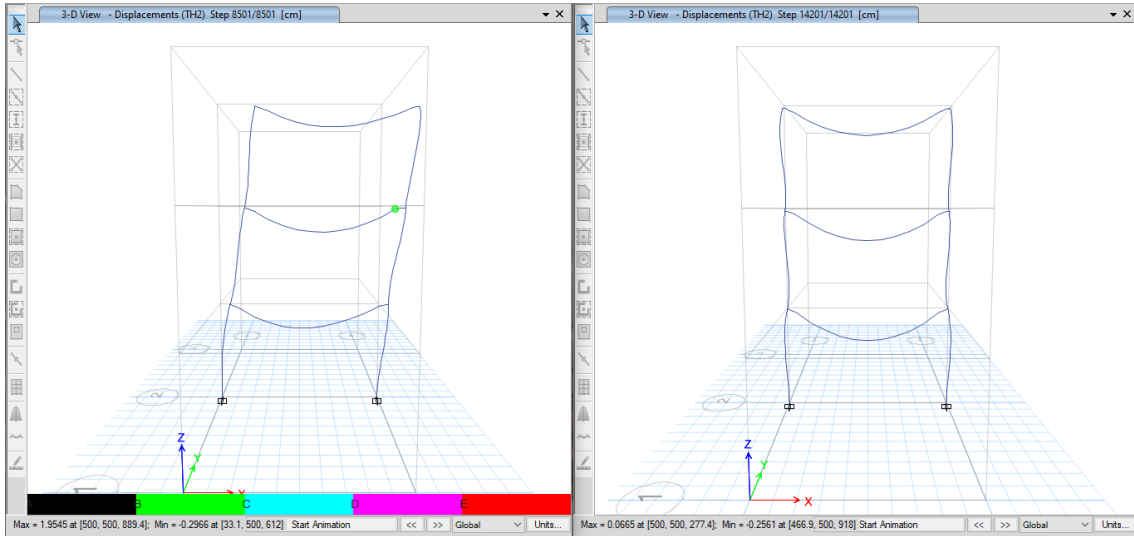 3-D View - Displacements (TH2) Step 8501/8501 [cm]
Z
Y
X
B
C
D
E
Max = 1.9545 at [500, 500, 889.4]; Min = -0.2966 at [33.1, 500, 612] Start Animation << >> Global Units...
3-D View - Displacements (TH2) Step 14201/14201 [cm]
Z
Y
X
Max = 0.0665 at [500, 500, 277.4]; Min = -0.2561 at [466.9, 500, 918] Start Animation << >> Global Units...